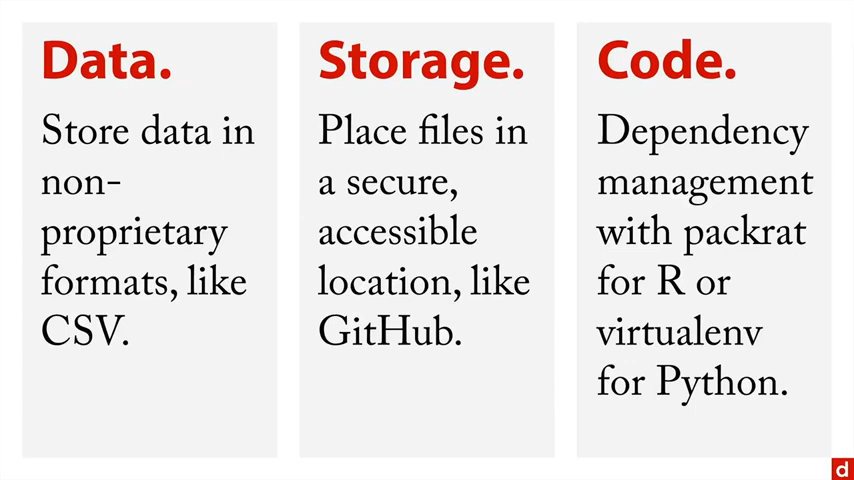 Data.
Store data in
non-
proprietary
formats, like
CSV.
Storage.
Place files in
a secure,
accessible
location, like
GitHub.
Code.
Dependency
management
with packrat
for R or
virtualenv
for Python.
d